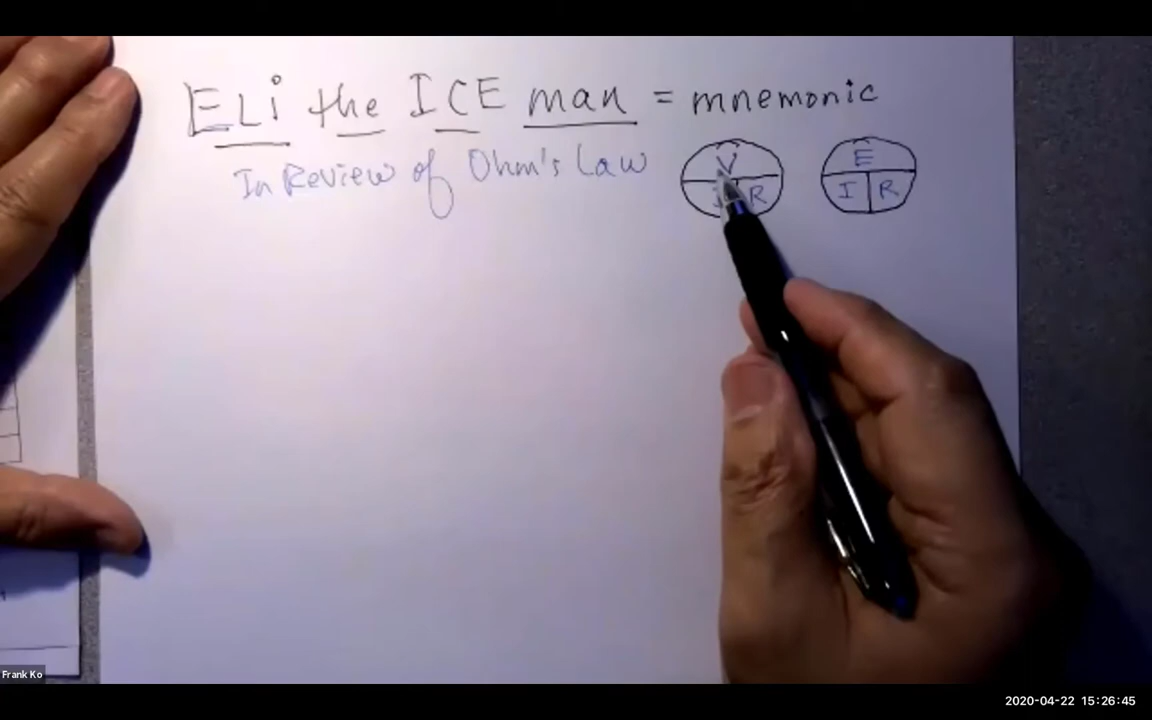 ELi the ICE man = mnemonic
In Review of Ohm's Law
V
R
E
I R
Frank Ko
2020-04-22 15:26:45